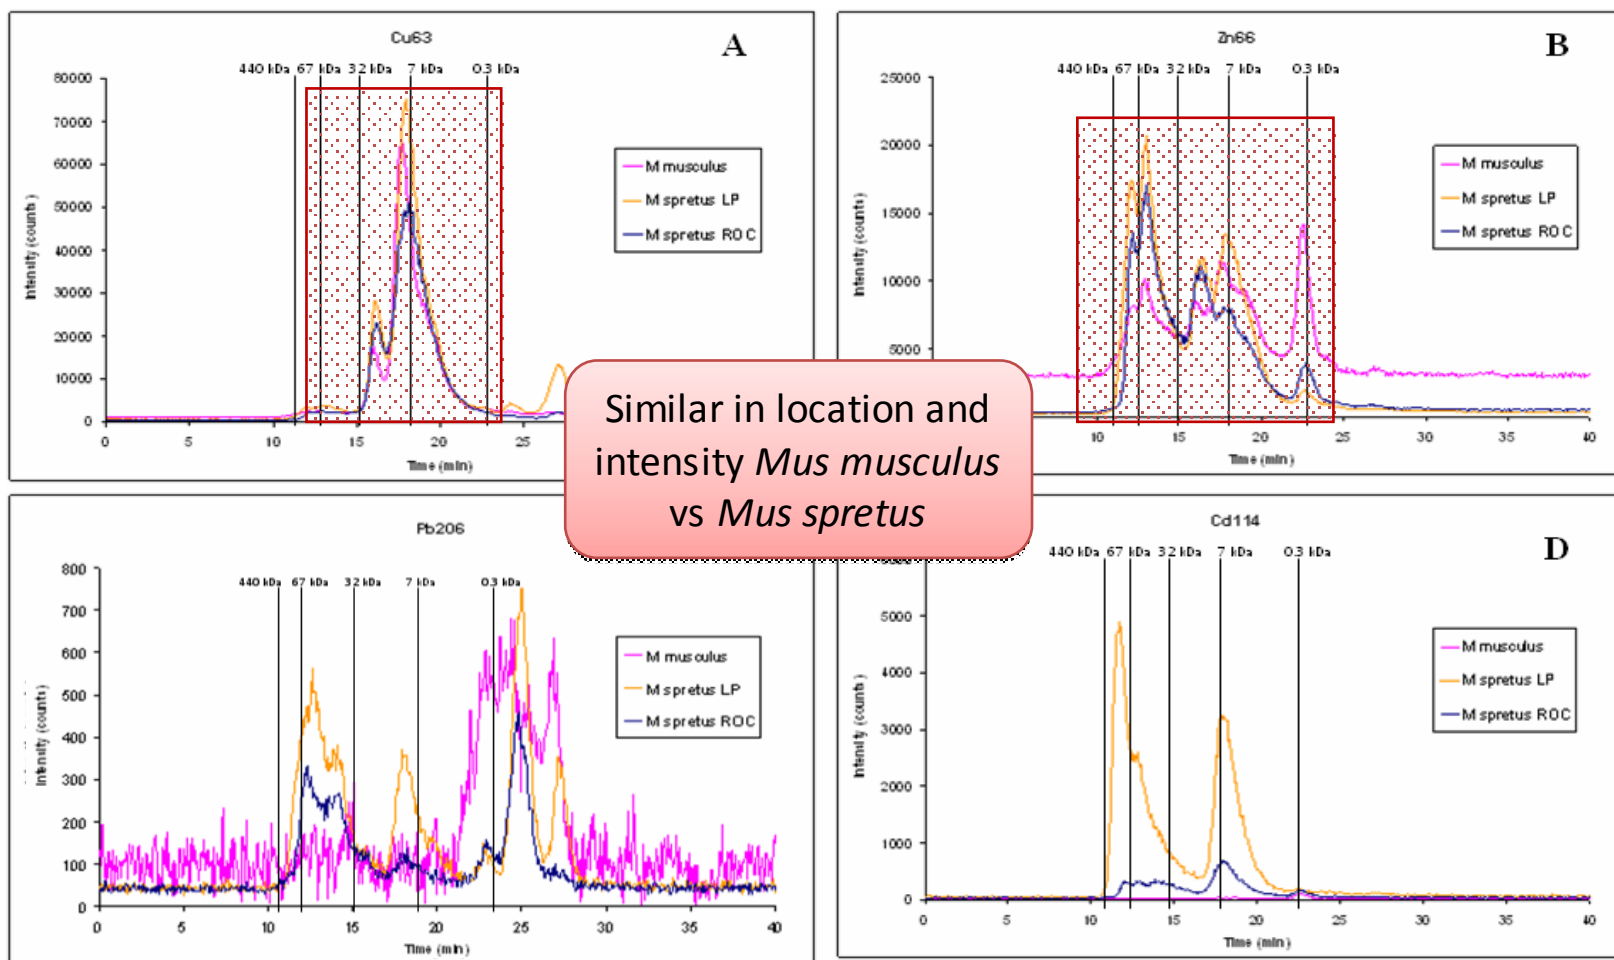 Cu63
A
440 kDa 67 kDa 32 kDa 7 kDa 0.3 kDa
80000
70000
60000
50000
40000
30000
20000
10000
0
Intensity (counts)
0 5 10 15 20 25
Time (min)
M musculus
M spretus LP
M spretus ROC
Zn66
B
440 kDa 67 kDa 32 kDa 7 kDa 0.3 kDa
25000
20000
15000
10000
5000
Intensity (counts)
10 15 20 25 30 35 40
Time (min)
M musculus
M spretus LP
M spretus ROC
Similar in location and
intensity Mus musculus
vs Mus spretus
Pb206
440 kDa 67 kDa 32 kDa 7 kDa 0.3 kDa
800
700
600
500
400
300
200
100
0
Intensity (counts)
0 5 10 15 20 25 30 35 40
Time (min)
M musculus
M spretus LP
M spretus ROC
Cd114
D
440 kDa 67 kDa 32 kDa 7 kDa 0.3 kDa
5000
4000
3000
2000
1000
0
Intensity (counts)
0 5 10 15 20 25 30 35 40
Time (min)
M musculus
M spretus LP
M spretus ROC